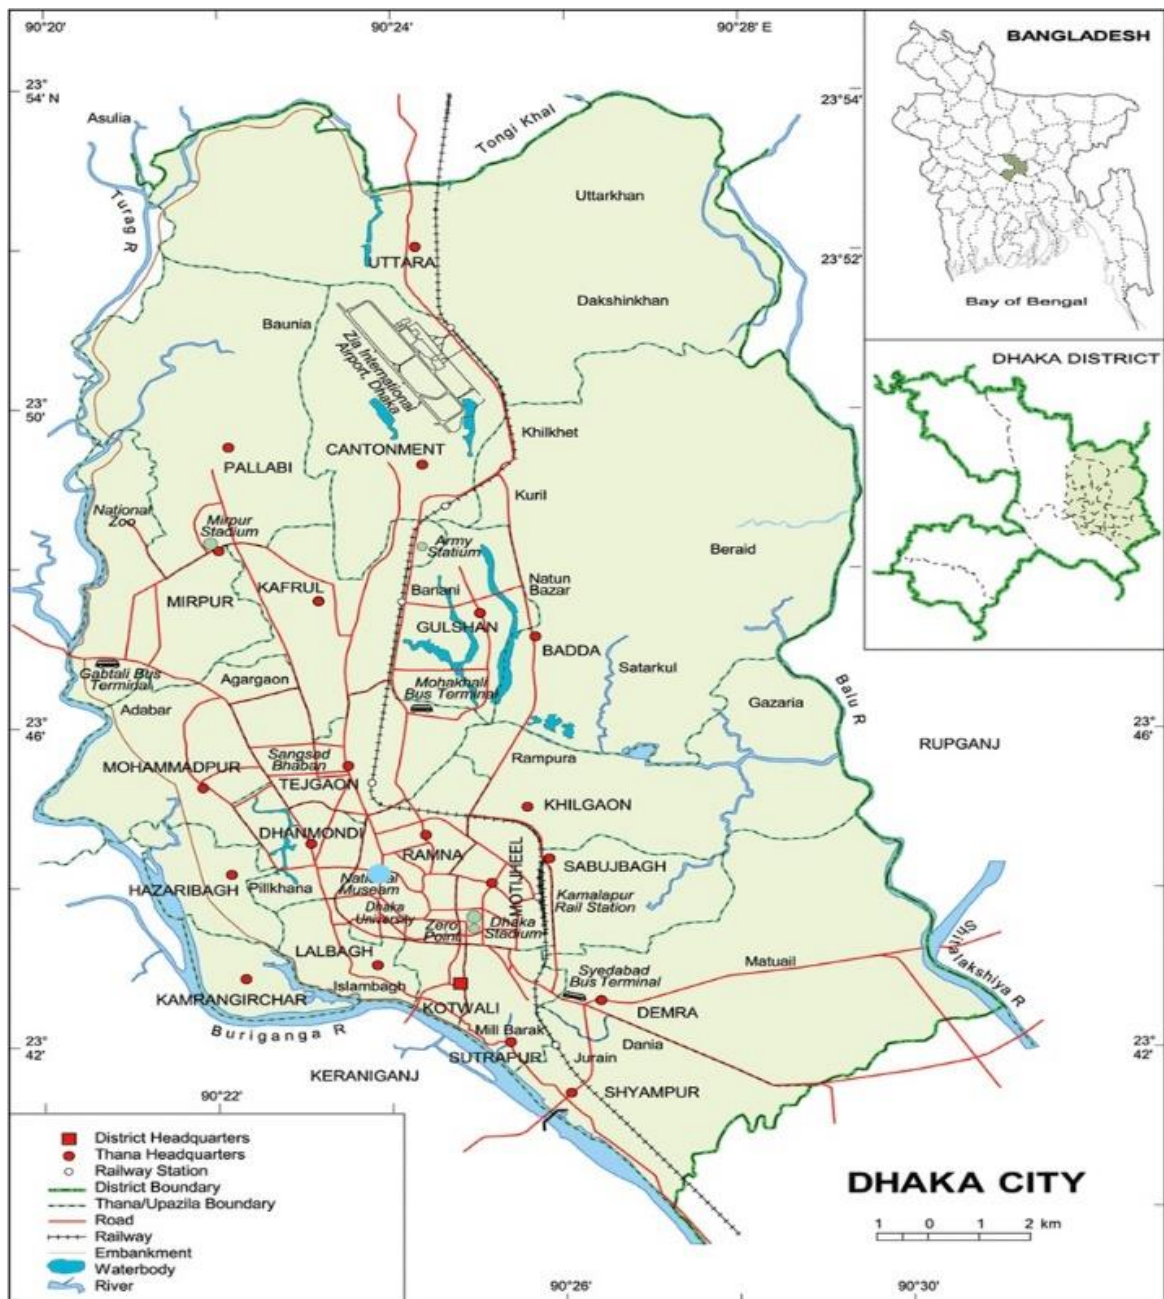 90°20'
90°24'
90°28' E
23°
54' N
23°54'
Asulia
Tongi Khal
Turag R
Uttarkhan
UTTARA
23°52'
Dakshinkhan
Baunia
Zia International
Airport, Dhaka
23°
50'
Khilkhet
CANTONMENT
PALLABI
Kuril
National
Zoo
Mirpur
Stadium
Army
Statium
Beraid
Natun
Bazar
Banani
KAFRUL
MIRPUR
GULSHAN
BADDA
Satarkul
Gabtali Bus
Terminal
Agargaon
Mohakhali
Bus Terminal
Adabar
Gazaria
Balu R
23°
46'
23°
46'
RUPGANJ
Rampura
Sangsad
Bhaban
MOHAMMADPUR
TEJGAON
KHILGAON
DHANMONDI
RAMNA
MOTIJHEEL
SABUJBAGH
HAZARIBAGH
Pillkhana
National
Museam
Kamalapur
Rail Station
Dhaka
University
Zero
Point
Dhaka
Stadium
LALBAGH
Matuail
Shitalakshiya R
Syedabad
Bus Terminal
KAMRANGIRCHAR
Islambagh
KOTWALI
DEMRA
Buriganga R
Mill Barak
Dania
23°
42'
23°
42'
SUTRAPUR
Jurain
KERANIGANJ
SHYAMPUR
90°22'
District Headquarters
Thana Headquarters
Railway Station
District Boundary
Thana/Upazila Boundary
Road
Railway
Embankment
Waterbody
River
DHAKA CITY
1 0 1 2 km
90°26'
90°30'
BANGLADESH
Bay of Bengal
DHAKA DISTRICT